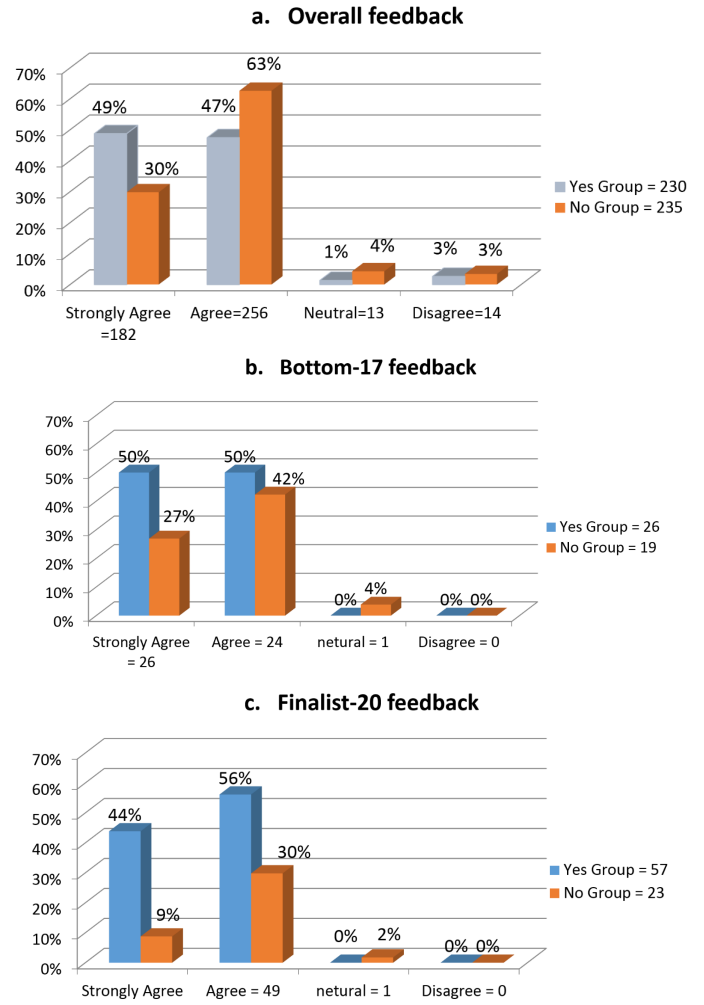 a. Overall feedback
70%
60%
50%
40%
30%
20%
10%
0%
49%
30%
47%
63%
1%
4%
3%
3%
Strongly Agree
=182
Agree=256
Neutral=13
Disagree=14
Yes Group = 230
No Group = 235
b. Bottom-17 feedback
70%
60%
50%
40%
30%
20%
10%
0%
50%
27%
50%
42%
0%
4%
0%
0%
Strongly Agree
= 26
Agree = 24
netural = 1
Disagree = 0
Yes Group = 26
No Group = 19
c. Finalist-20 feedback
70%
60%
50%
40%
30%
20%
10%
0%
44%
9%
56%
30%
0%
2%
0%
0%
Strongly Agree
Agree = 49
netural = 1
Disagree = 0
Yes Group = 57
No Group = 23